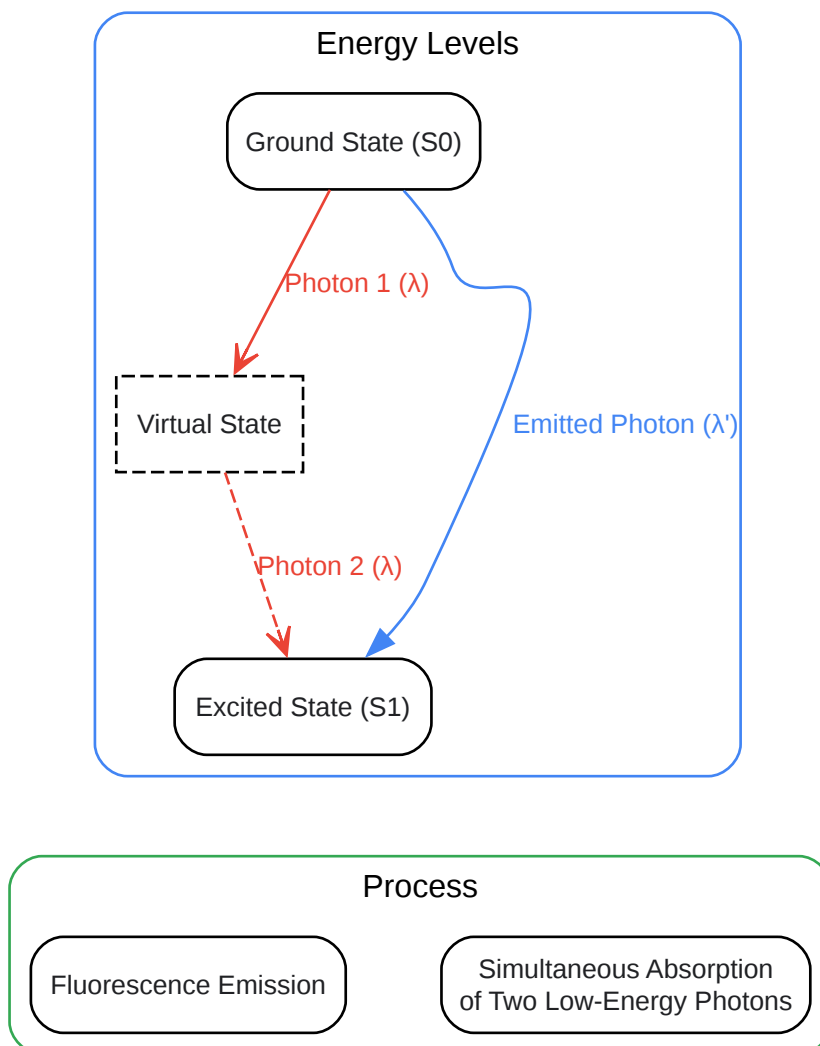 Energy Levels
Ground State (S0)
Photon 1 (λ)
Virtual State
Emitted Photon (λ')
Photon 2 (λ)
Excited State (S1)
Process
Fluorescence Emission
Simultaneous Absorption
of Two Low-Energy Photons